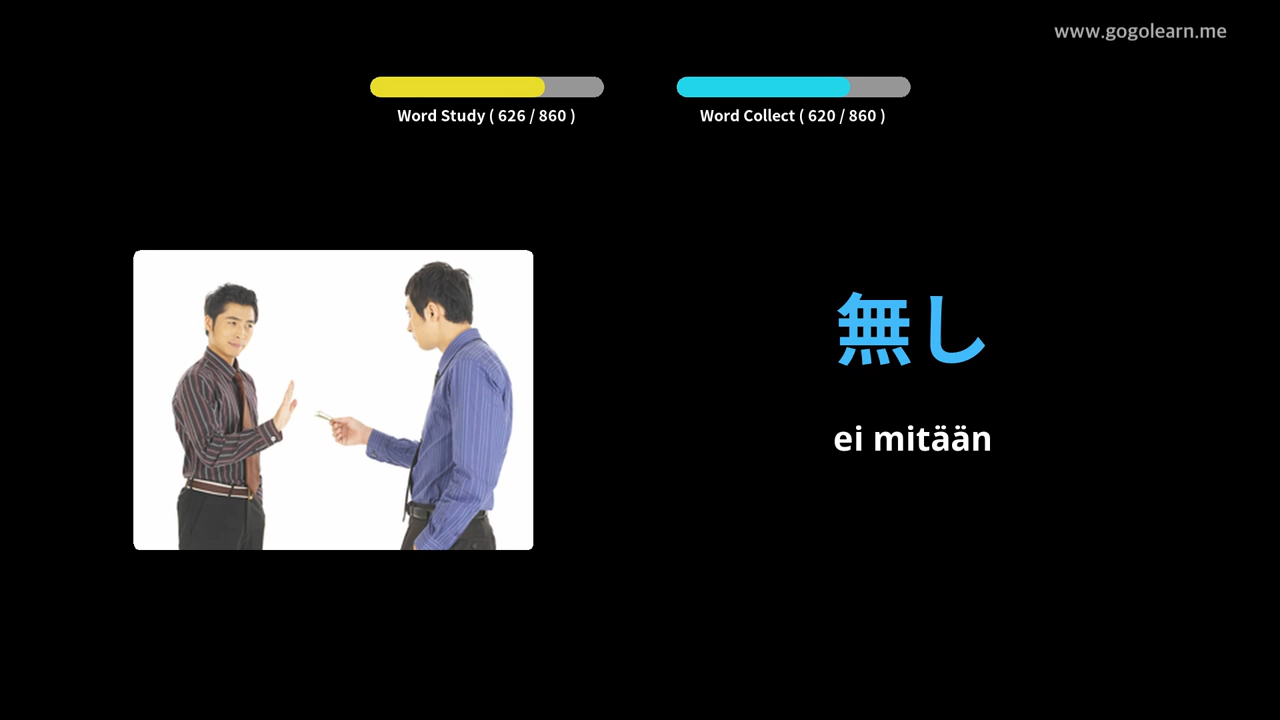 www.gogolearn.me
Word Study ( 626 / 860 )
Word Collect ( 620 / 860 )
無し
ei mitään